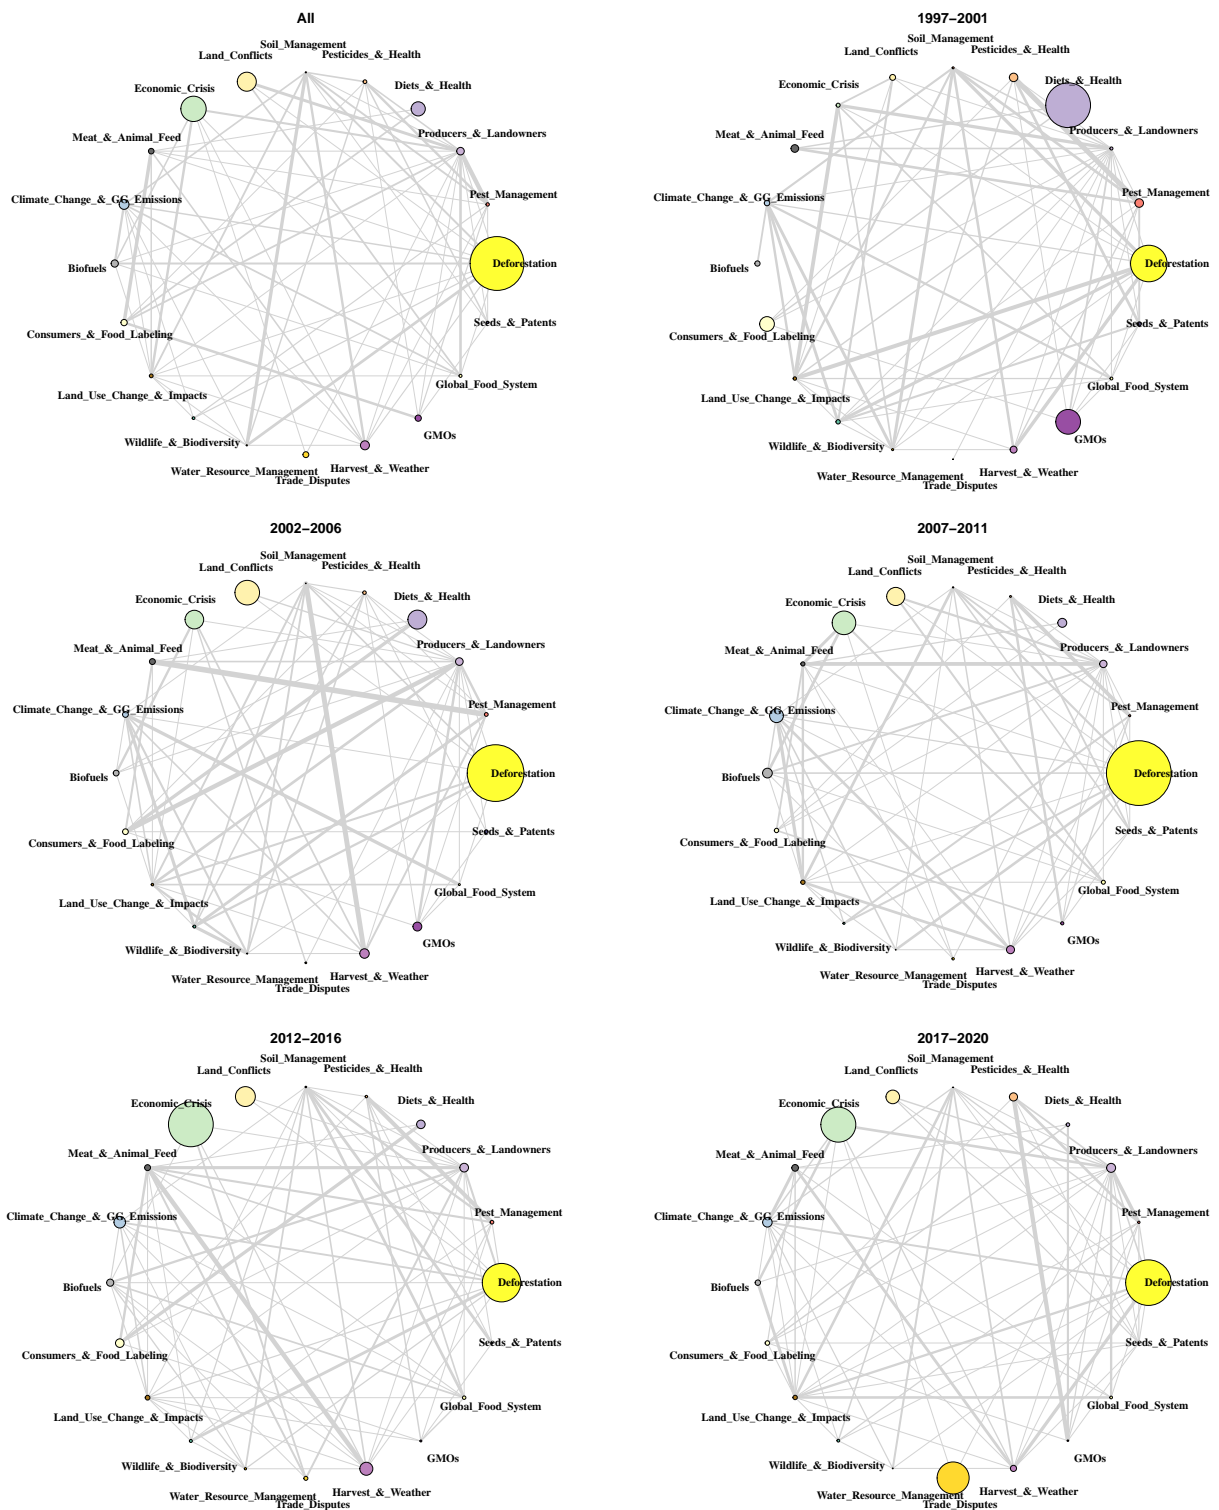 All
Soil_Management
Land_Conflicts
Pesticides_&_Health
Economic_Crisis
Diets_&_Health
Meat_&_Animal_Feed
Producers_&_Landowners
Climate_Change_&_GG_Emissions
Pest_Management
Biofuels
Deforestation
Consumers_&_Food_Labeling
Seeds_&_Patents
Land_Use_Change_&_Impacts
Global_Food_System
Wildlife_&_Biodiversity
GMOs
Water_Resource_Management
Harvest_&_Weather
Trade_Disputes
1997–2001
Soil_Management
Land_Conflicts
Pesticides_&_Health
Economic_Crisis
Diets_&_Health
Meat_&_Animal_Feed
Producers_&_Landowners
Climate_Change_&_GG_Emissions
Pest_Management
Biofuels
Deforestation
Consumers_&_Food_Labeling
Seeds_&_Patents
Land_Use_Change_&_Impacts
Global_Food_System
Wildlife_&_Biodiversity
GMOs
Water_Resource_Management
Harvest_&_Weather
Trade_Disputes
2002–2006
Soil_Management
Land_Conflicts
Pesticides_&_Health
Economic_Crisis
Diets_&_Health
Meat_&_Animal_Feed
Producers_&_Landowners
Climate_Change_&_GG_Emissions
Pest_Management
Biofuels
Deforestation
Consumers_&_Food_Labeling
Seeds_&_Patents
Land_Use_Change_&_Impacts
Global_Food_System
Wildlife_&_Biodiversity
GMOs
Water_Resource_Management
Harvest_&_Weather
Trade_Disputes
2007–2011
Soil_Management
Land_Conflicts
Pesticides_&_Health
Economic_Crisis
Diets_&_Health
Meat_&_Animal_Feed
Producers_&_Landowners
Climate_Change_&_GG_Emissions
Pest_Management
Biofuels
Deforestation
Consumers_&_Food_Labeling
Seeds_&_Patents
Land_Use_Change_&_Impacts
Global_Food_System
Wildlife_&_Biodiversity
GMOs
Water_Resource_Management
Harvest_&_Weather
Trade_Disputes
2012–2016
Soil_Management
Land_Conflicts
Pesticides_&_Health
Economic_Crisis
Diets_&_Health
Meat_&_Animal_Feed
Producers_&_Landowners
Climate_Change_&_GG_Emissions
Pest_Management
Biofuels
Deforestation
Consumers_&_Food_Labeling
Seeds_&_Patents
Land_Use_Change_&_Impacts
Global_Food_System
Wildlife_&_Biodiversity
GMOs
Water_Resource_Management
Harvest_&_Weather
Trade_Disputes
2017–2020
Soil_Management
Land_Conflicts
Pesticides_&_Health
Economic_Crisis
Diets_&_Health
Meat_&_Animal_Feed
Producers_&_Landowners
Climate_Change_&_GG_Emissions
Pest_Management
Biofuels
Deforestation
Consumers_&_Food_Labeling
Seeds_&_Patents
Land_Use_Change_&_Impacts
Global_Food_System
Wildlife_&_Biodiversity
GMOs
Water_Resource_Management
Harvest_&_Weather
Trade_Disputes